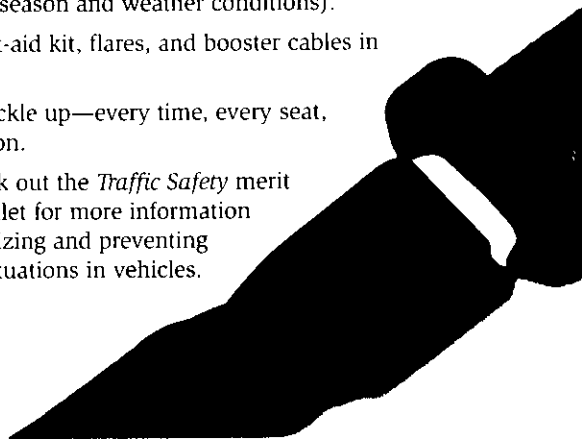 season and weather conditions).
-aid kit, flares, and booster cables in
ckle up—every time, every seat,
on.
k out the Traffic Safety merit
let for more information
izing and preventing
tuations in vehicles.